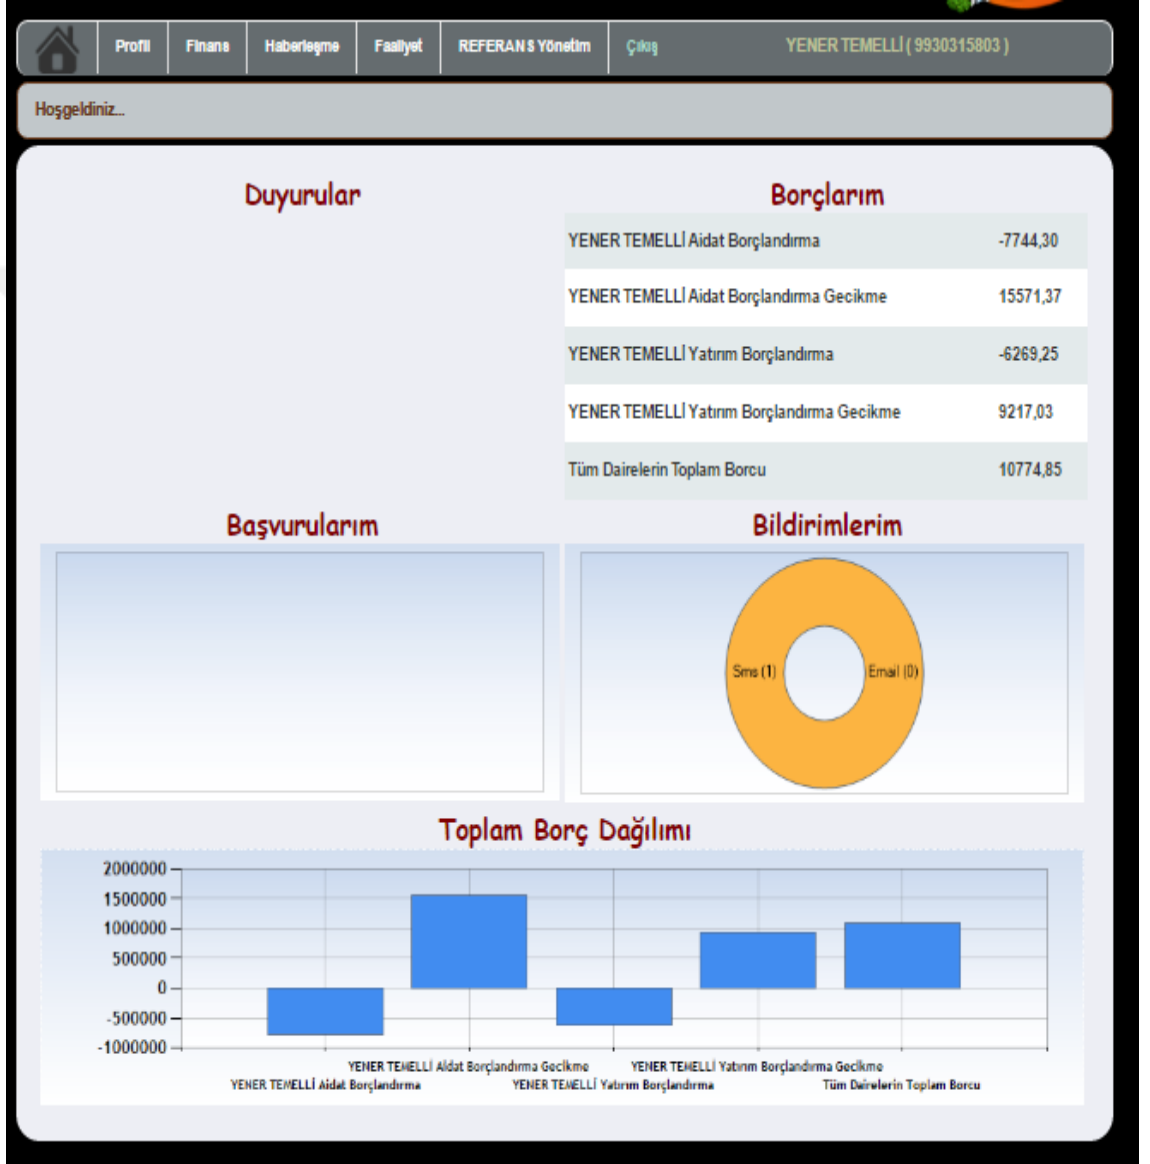 Profil Finans Haberleşme Faaliyet REFERANS Yönetim Çıkış YENER TEMELLİ ( 9930315803 )
Hoşgeldiniz...
Duyurular
Borçlarım
YENER TEMELLİ Aidat Borçlandırma -7744,30
YENER TEMELLİ Aidat Borçlandırma Gecikme 15571,37
YENER TEMELLİ Yatırım Borçlandırma -6269,25
YENER TEMELLİ Yatırım Borçlandırma Gecikme 9217,03
Tüm Dairelerin Toplam Borcu 10774,85
Başvurularım
Bildirimlerim
Sms (1) Email (0)
Toplam Borç Dağılımı
2000000
1500000
1000000
500000
0
-500000
-1000000
YENER TEMELLİ Aidat Borçlandırma Gecikme YENER TEMELLİ Yatırım Borçlandırma Gecikme
YENER TEMELLİ Aidat Borçlandırma YENER TEMELLİ Yatırım Borçlandırma Tüm Dairelerin Toplam Borcu